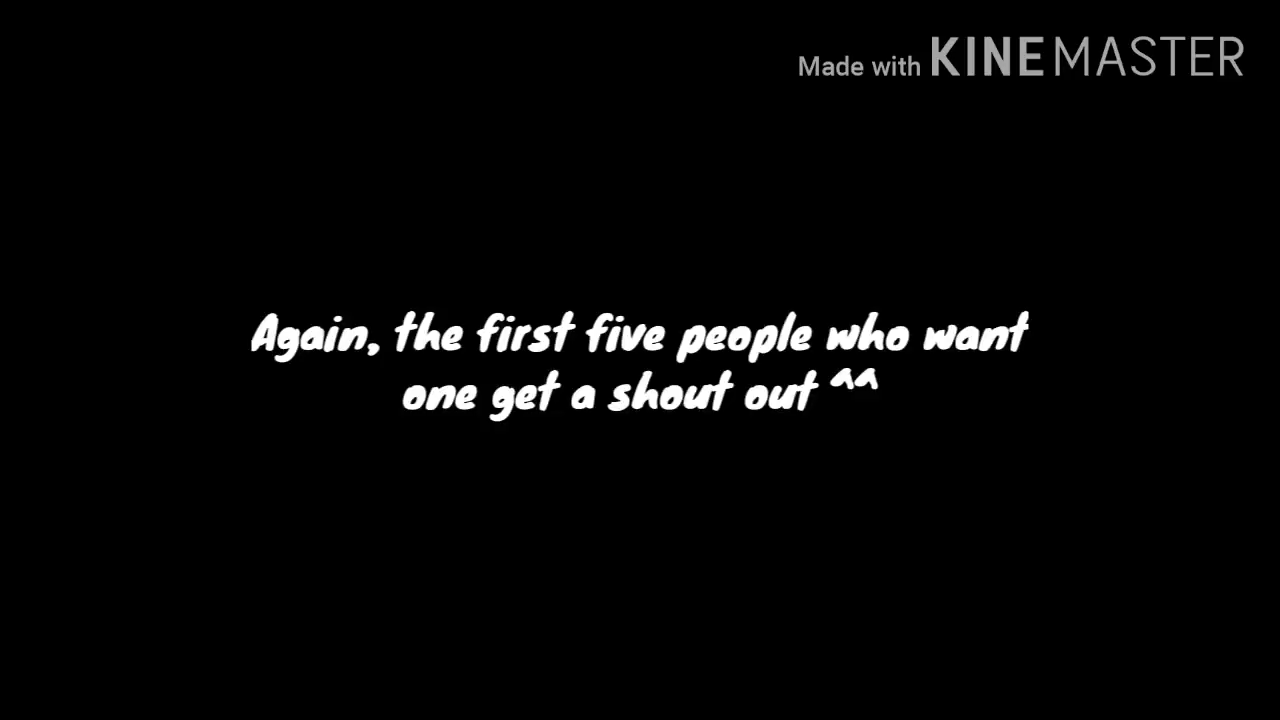 Made with KINEMASTER
Again, the first five people who want
one get a shout out ^^